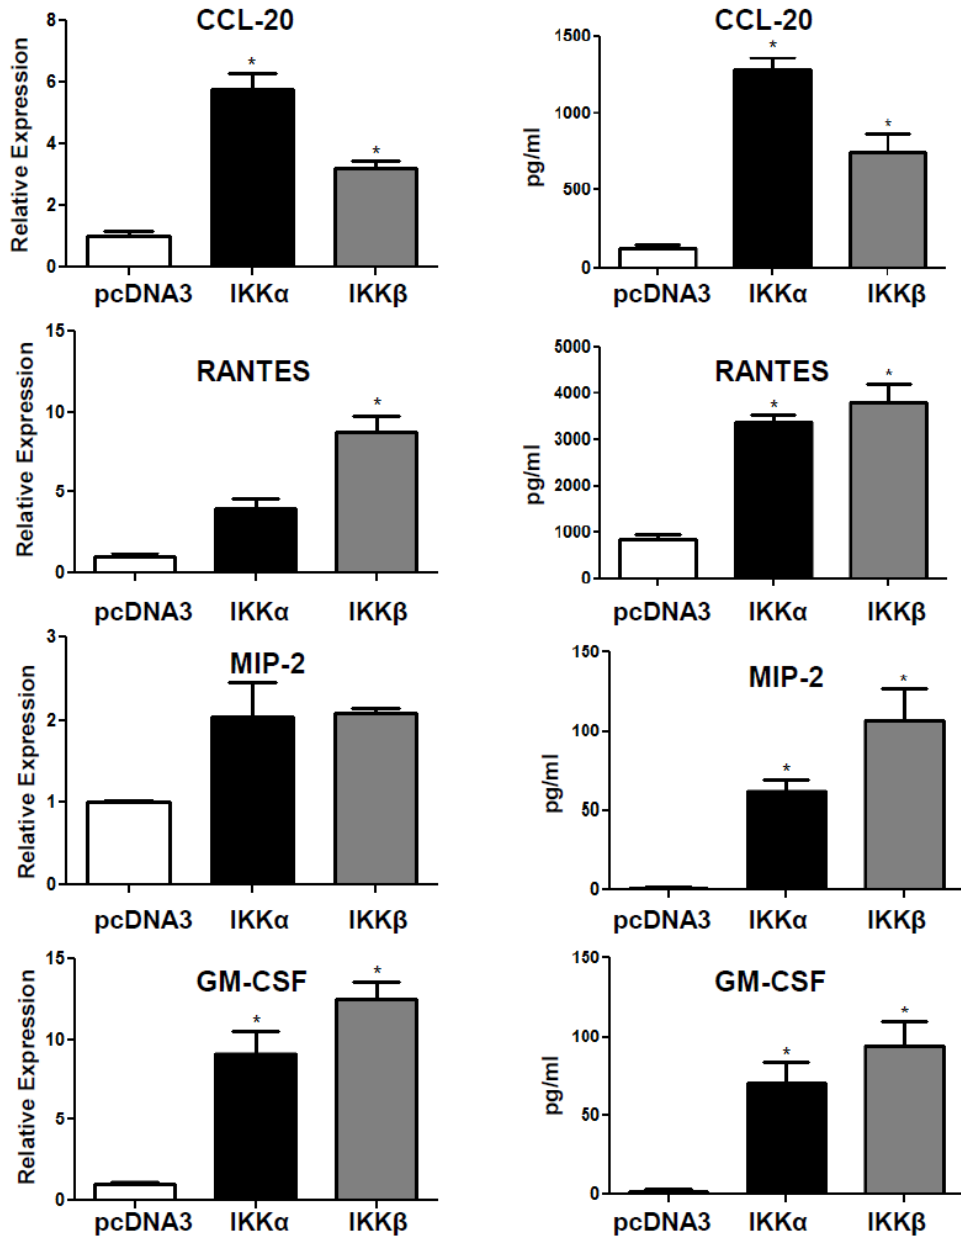 CCL-20
Relative Expression
8
6
4
2
0
*
*
pcDNA3 IKKα IKKβ
CCL-20
pg/ml
1500
1000
500
0
*
*
pcDNA3 IKKα IKKβ
RANTES
Relative Expression
15
10
5
0
*
pcDNA3 IKKα IKKβ
RANTES
pg/ml
5000
4000
3000
2000
1000
0
*
*
pcDNA3 IKKα IKKβ
MIP-2
Relative Expression
3
2
1
0
pcDNA3 IKKα IKKβ
MIP-2
pg/ml
150
100
50
0
*
*
pcDNA3 IKKα IKKβ
GM-CSF
Relative Expression
15
10
5
0
*
*
pcDNA3 IKKα IKKβ
GM-CSF
pg/ml
150
100
50
0
*
*
pcDNA3 IKKα IKKβ